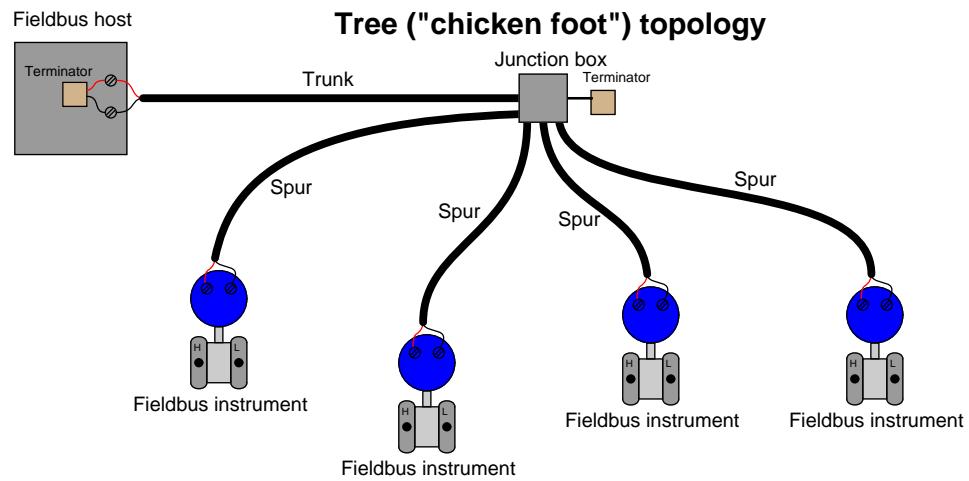 Fieldbus host
Tree ("chicken foot") topology
Junction box
Terminator
Trunk
Terminator
Spur
Spur
Spur
Spur
H L
Fieldbus instrument
H L
Fieldbus instrument
H L
Fieldbus instrument
H L
Fieldbus instrument